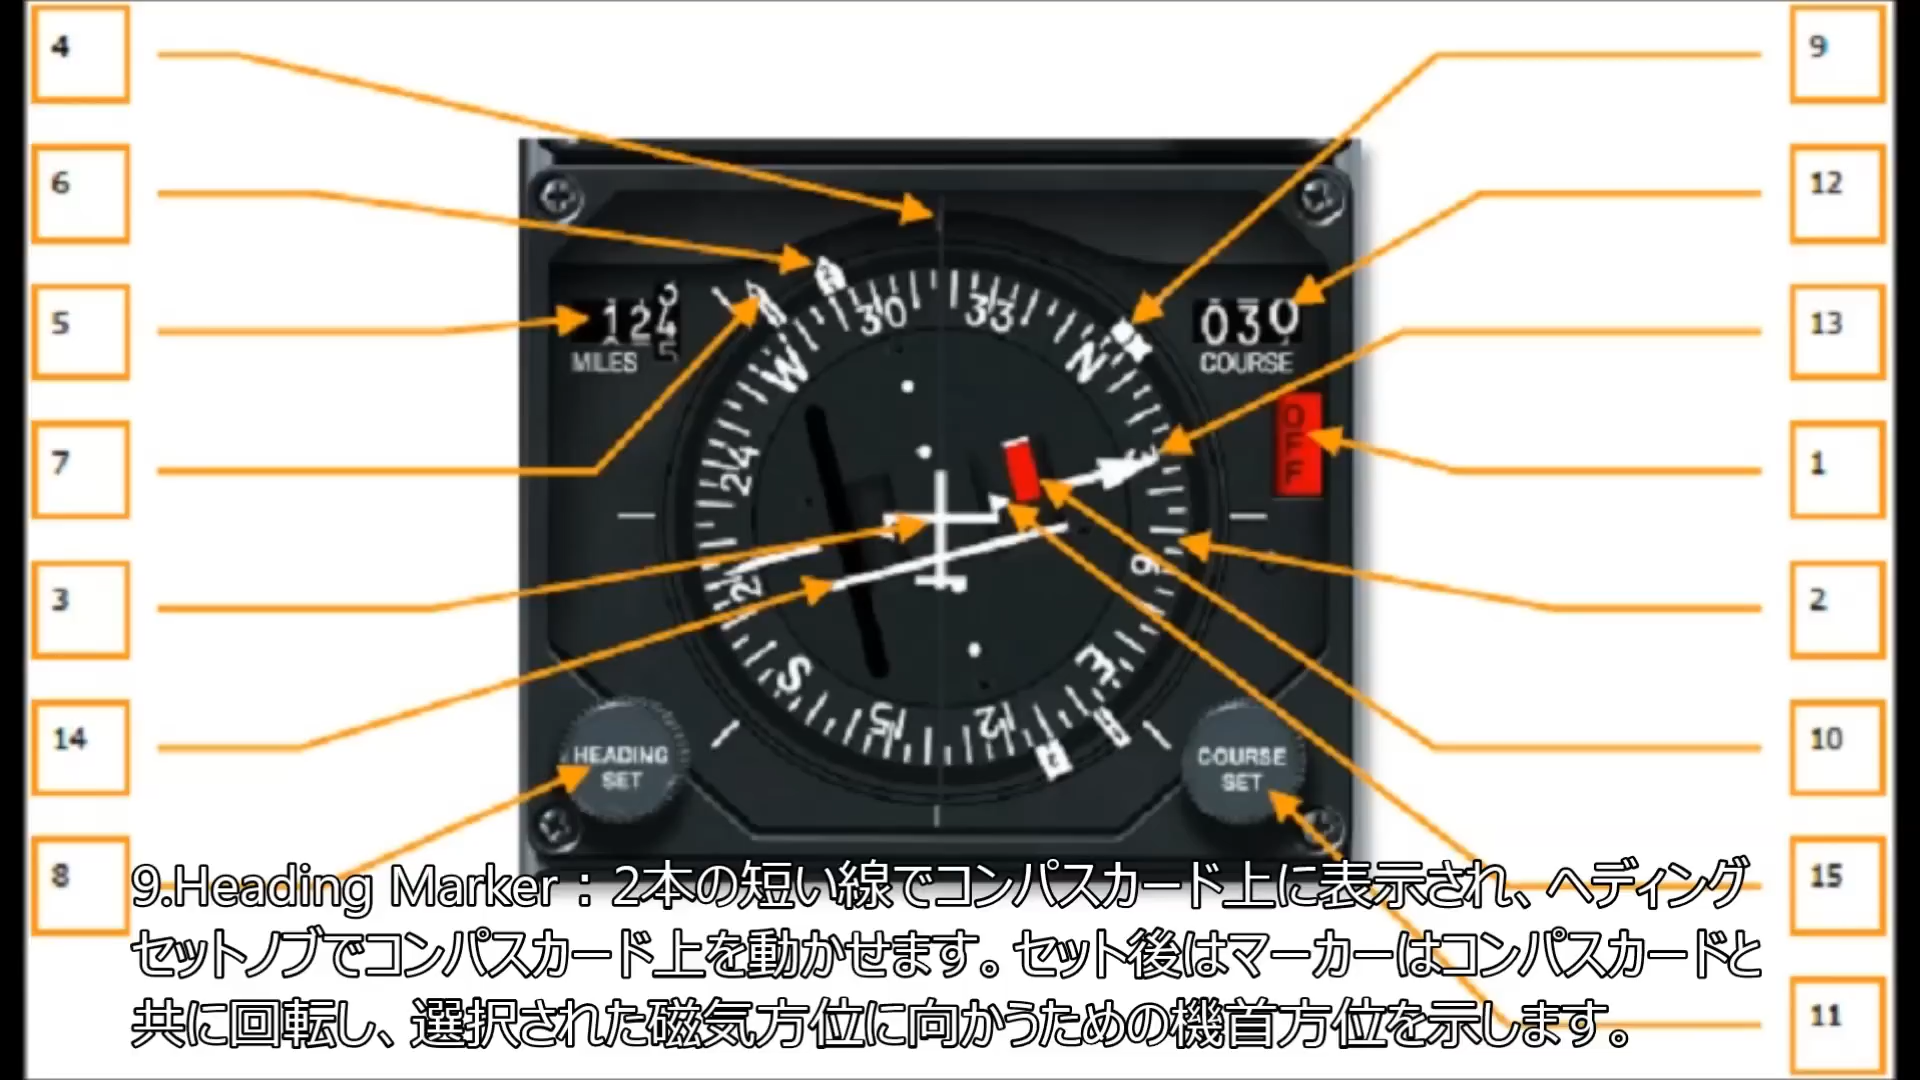 4
9
6
12
5
13
7
1
3
2
14
10
8
15
11
124
MILES
030
COURSE
OFF
30
33
N
3
6
E
12
15
S
21
24
W
HEADING
SET
COURSE
SET
9.Heading Marker：2本の短い線でコンパスカード上に表示され、ヘディング
セットノブでコンパスカード上を動かせます。セット後はマーカーはコンパスカードと
共に回転し、選択された磁気方位に向かうための機首方位を示します。